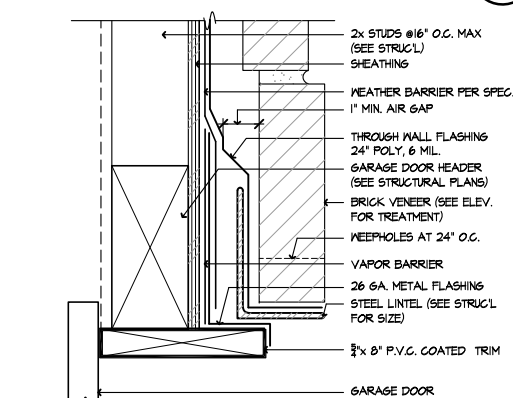 2x STUDS @16" O.C. MAX
(SEE STRUC'L)
SHEATHING
WEATHER BARRIER PER SPEC.
1" MIN. AIR GAP
THROUGH WALL FLASHING
24" POLY, 6 MIL.
GARAGE DOOR HEADER
(SEE STRUCTURAL PLANS)
BRICK VENEER (SEE ELEV.
FOR TREATMENT)
WEEPHOLES AT 24" O.C.
VAPOR BARRIER
26 GA. METAL FLASHING
STEEL LINTEL (SEE STRUC'L
FOR SIZE)
5/4"x 8" P.V.C. COATED TRIM
GARAGE DOOR